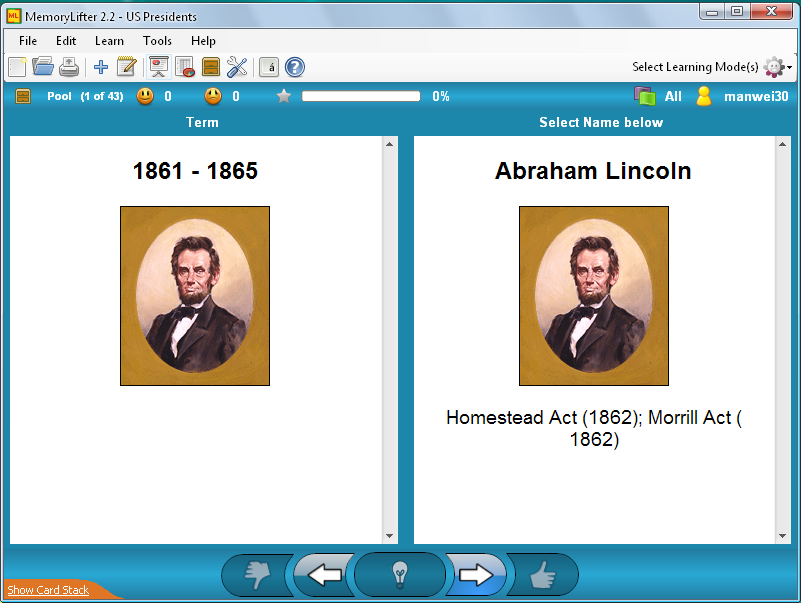 MemoryLifter 2.2 - US Presidents
File Edit Learn Tools Help
á ? Select Learning Mode(s)
Pool (1 of 43) 0 0 0% All manwei30
Term Select Name below
1861 - 1865
Abraham Lincoln
Homestead Act (1862); Morrill Act (
1862)
Show Card Stack